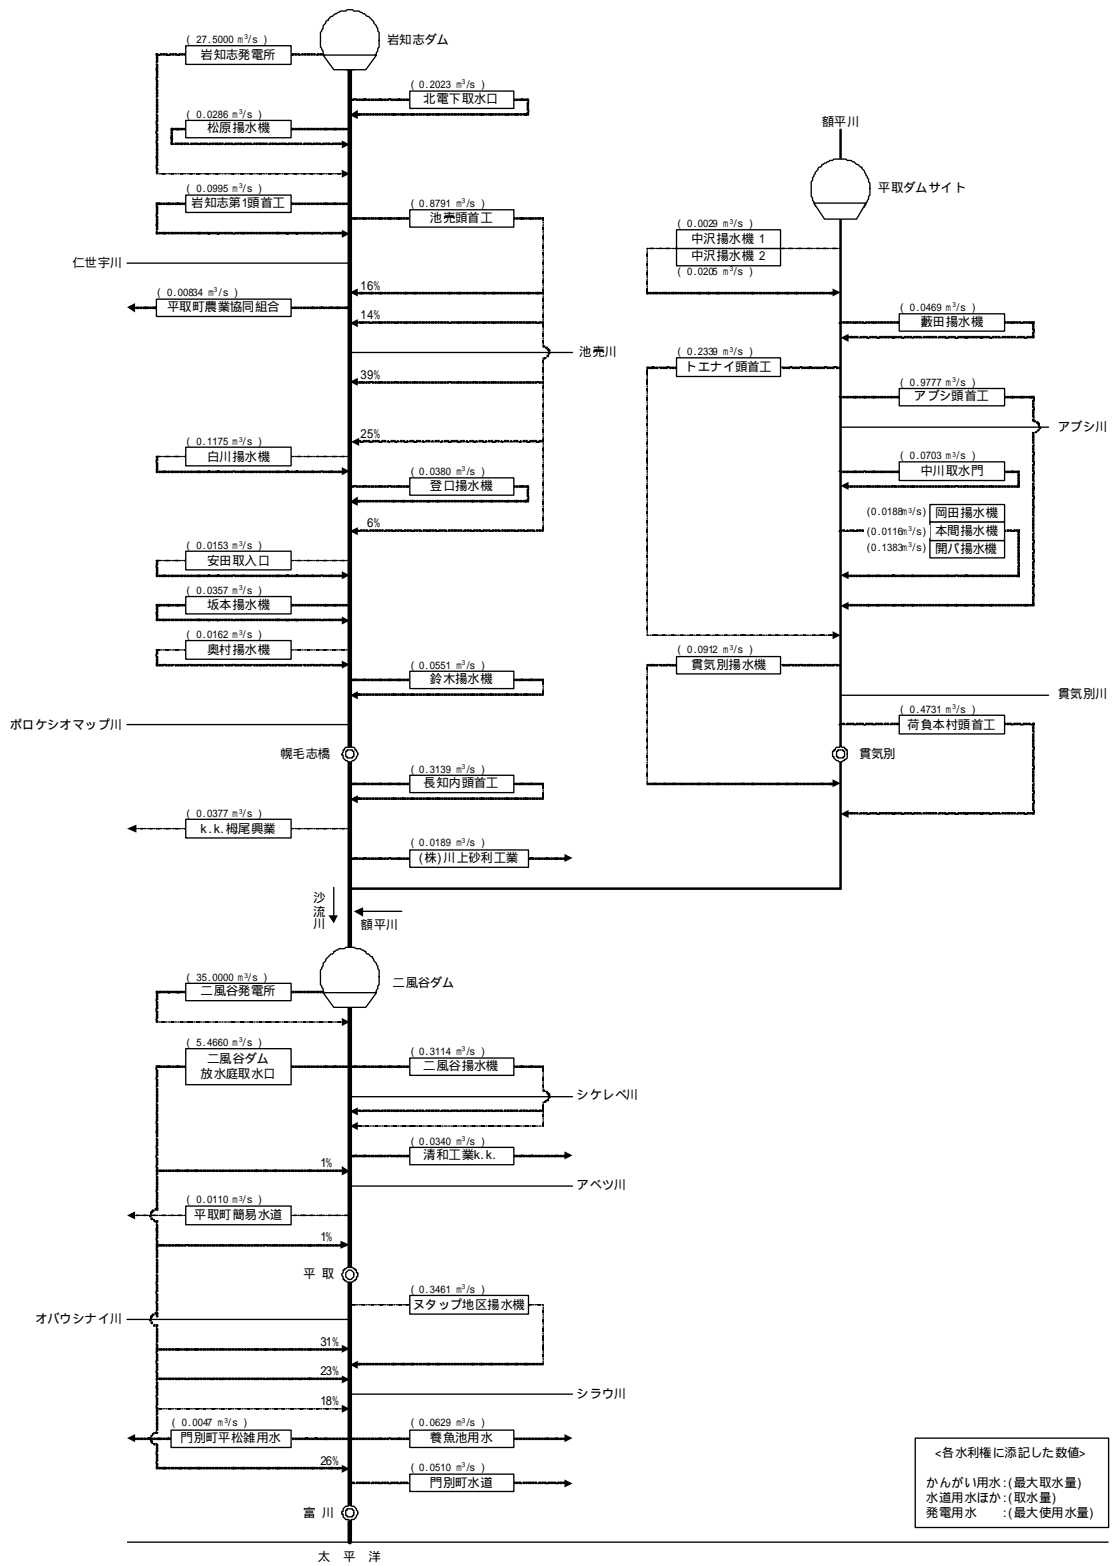 ( 27.5000 m³/s )
岩知志発電所
岩知志ダム
( 0.2023 m³/s )
北電下取水口
( 0.0286 m³/s )
松原揚水機
( 0.0995 m³/s )
岩知志第1頭首工
( 0.8791 m³/s )
池売頭首工
仁世宇川
16%
( 0.00834 m³/s )
平取町農業協同組合
14%
池売川
39%
25%
( 0.1175 m³/s )
白川揚水機
( 0.0380 m³/s )
登口揚水機
6%
( 0.0153 m³/s )
安田取入口
( 0.0357 m³/s )
坂本揚水機
( 0.0162 m³/s )
奥村揚水機
( 0.0551 m³/s )
鈴木揚水機
ポロケシオマップ川
幌毛志橋
( 0.3139 m³/s )
長知内頭首工
( 0.0377 m³/s )
k.k.栂尾興業
( 0.0189 m³/s )
(株)川上砂利工業
額平川
平取ダムサイト
( 0.0029 m³/s )
中沢揚水機 1
中沢揚水機 2
( 0.0205 m³/s )
( 0.0469 m³/s )
藪田揚水機
( 0.2339 m³/s )
トエナイ頭首工
( 0.9777 m³/s )
アブシ頭首工
アブシ川
( 0.0703 m³/s )
中川取水門
(0.0188m³/s) 岡田揚水機
(0.0116m³/s) 本間揚水機
(0.1383m³/s) 開パ揚水機
( 0.0912 m³/s )
貫気別揚水機
貫気別川
( 0.4731 m³/s )
荷負本村頭首工
貫気別
沙流川
額平川
二風谷ダム
( 35.0000 m³/s )
二風谷発電所
( 5.4660 m³/s )
二風谷ダム
放水庭取水口
( 0.3114 m³/s )
二風谷揚水機
シケレベ川
( 0.0340 m³/s )
清和工業k.k.
1%
アベツ川
( 0.0110 m³/s )
平取町簡易水道
1%
平 取
( 0.3461 m³/s )
ヌタップ地区揚水機
オバウシナイ川
31%
23%
シラウ川
18%
( 0.0047 m³/s )
門別町平松雑用水
( 0.0629 m³/s )
養魚池用水
26%
( 0.0510 m³/s )
門別町水道
富 川
太 平 洋
<各水利権に添記した数値>
かんがい用水:(最大取水量)
水道用水ほか:(取水量)
発電用水 :(最大使用水量)